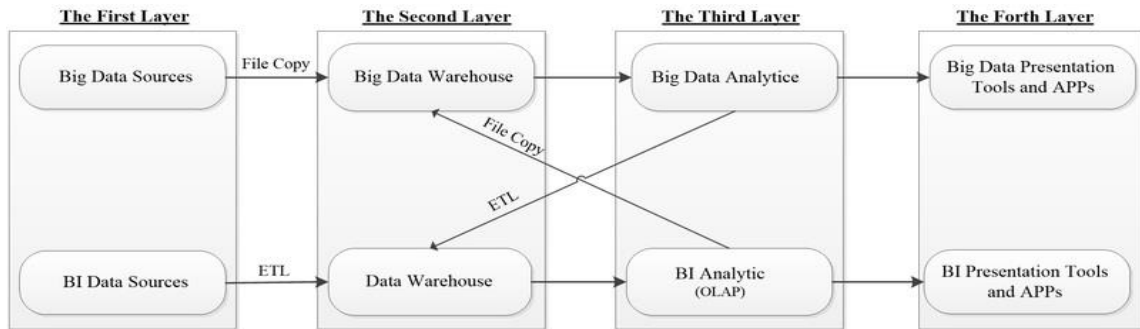 The First Layer
The Second Layer
The Third Layer
The Forth Layer
Big Data Sources
File Copy
Big Data Warehouse
Big Data Analytice
Big Data Presentation
Tools and APPs
File Copy
ETL
BI Data Sources
ETL
Data Warehouse
BI Analytic
(OLAP)
BI Presentation Tools
and APPs